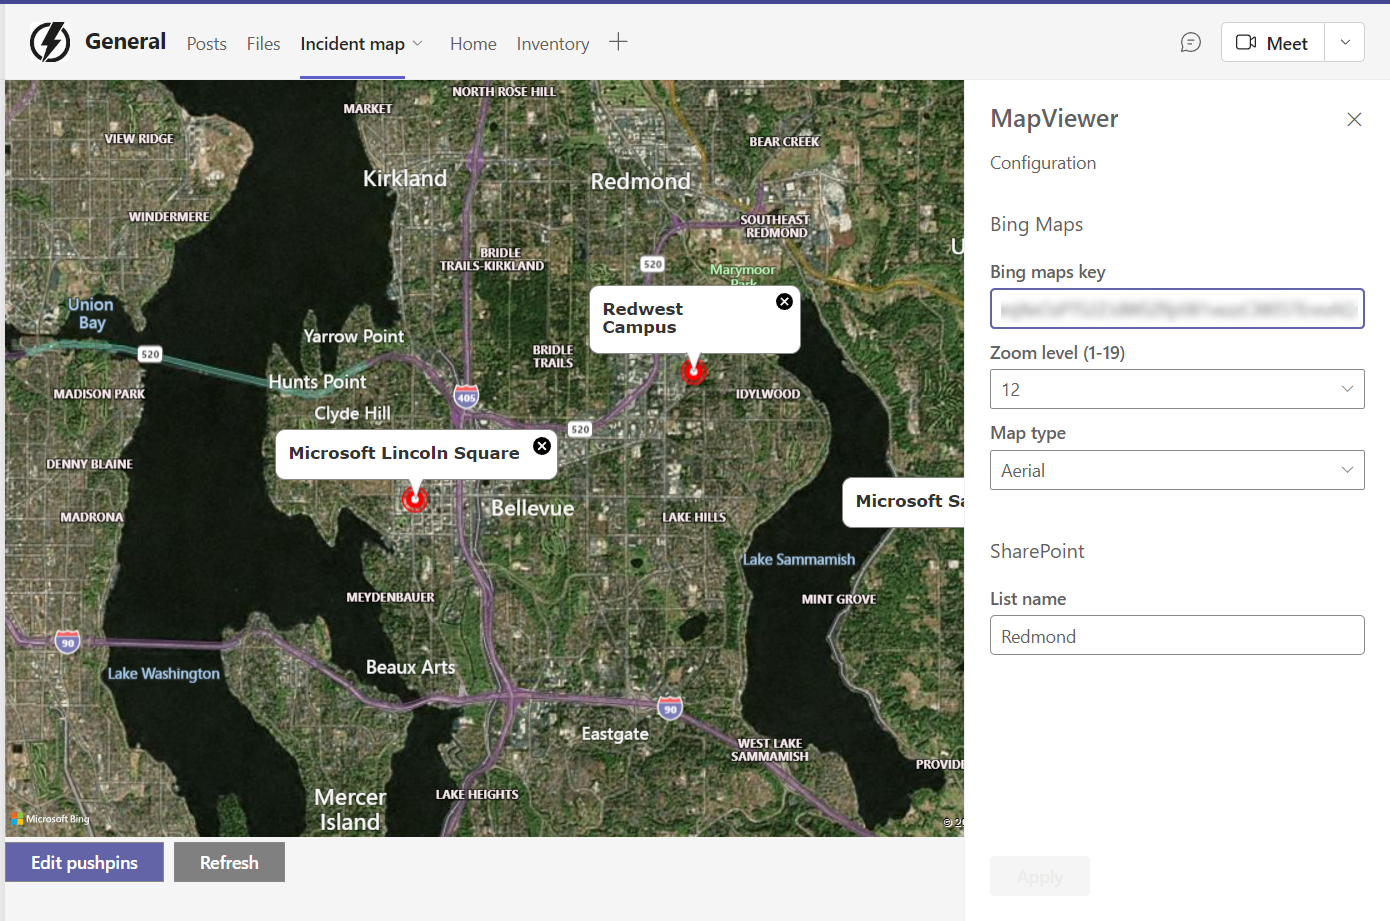 General
Posts
Files
Incident map
Home
Inventory
Meet
NORTH ROSE HILL
MARKET
VIEW RIDGE
BEAR CREEK
Kirkland
Redmond
WINDERMERE
SOUTHEAST
REDMOND
BRIDLE
TRAILS-KIRKLAND
520
Marymoor
Park
Union
Bay
Redwest
Campus
Yarrow Point
520
BRIDLE
TRAILS
Hunts Point
MADISON PARK
405
IDYLWOOD
Clyde Hill
520
Microsoft Lincoln Square
DENNY BLAINE
Microsoft
Bellevue
MADRONA
LAKE HILLS
Lake Sammamish
MEYDENBAUER
MINT GROVE
90
Beaux Arts
Lake Washington
90
Eastgate
WEST LAKE
SAMMAMISH
LAKE HEIGHTS
Mercer
Island
Microsoft Bing
Edit pushpins
Refresh
MapViewer
Configuration
Bing Maps
Bing maps key
Zoom level (1-19)
12
Map type
Aerial
SharePoint
List name
Redmond
Apply